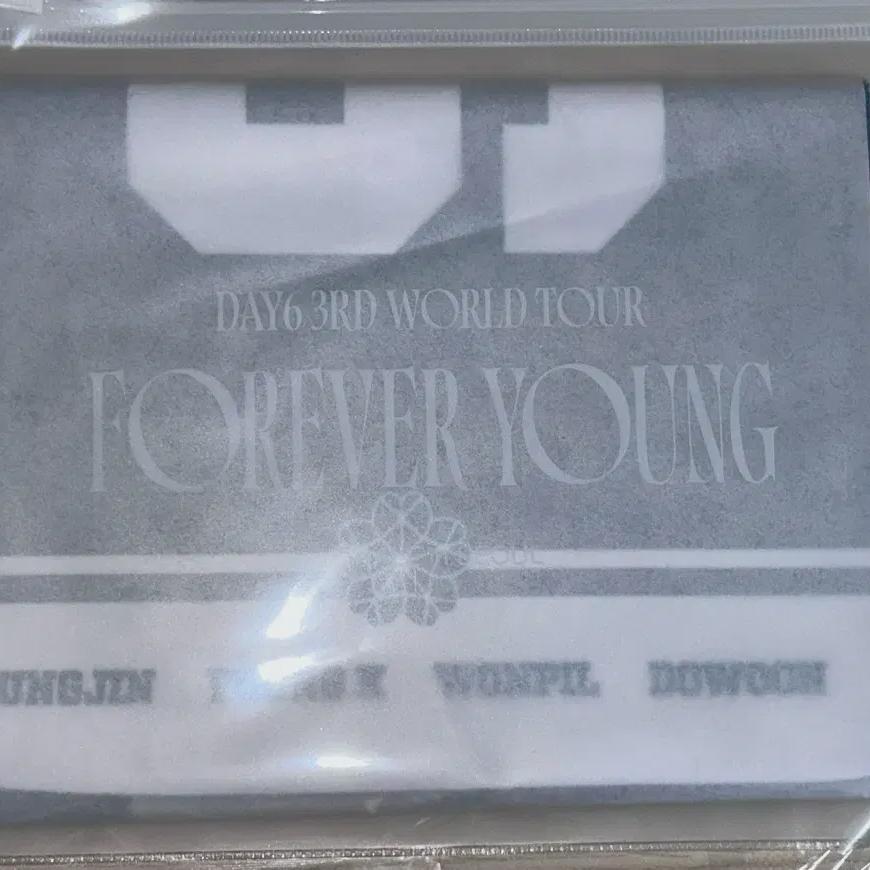 DAY6 3RD WORLD TOUR
FOREVER YOUNG
UNGJIN WONPIL DOWOON